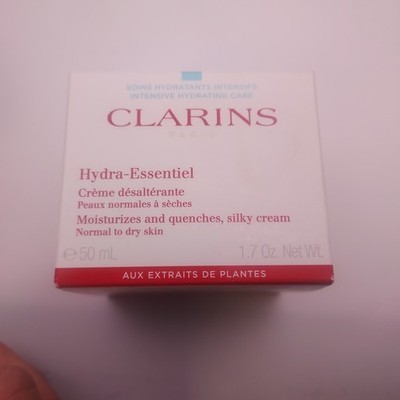 SOINS HYDRATANTS INTENSIFS
INTENSIVE HYDRATING CARE
CLARINS
PARIS
Hydra-Essentiel
Crème désaltérante
Peaux normales à sèches
Moisturizes and quenches, silky cream
Normal to dry skin
e 50 mL 1.7 Oz. Net Wt.
AUX EXTRAITS DE PLANTES